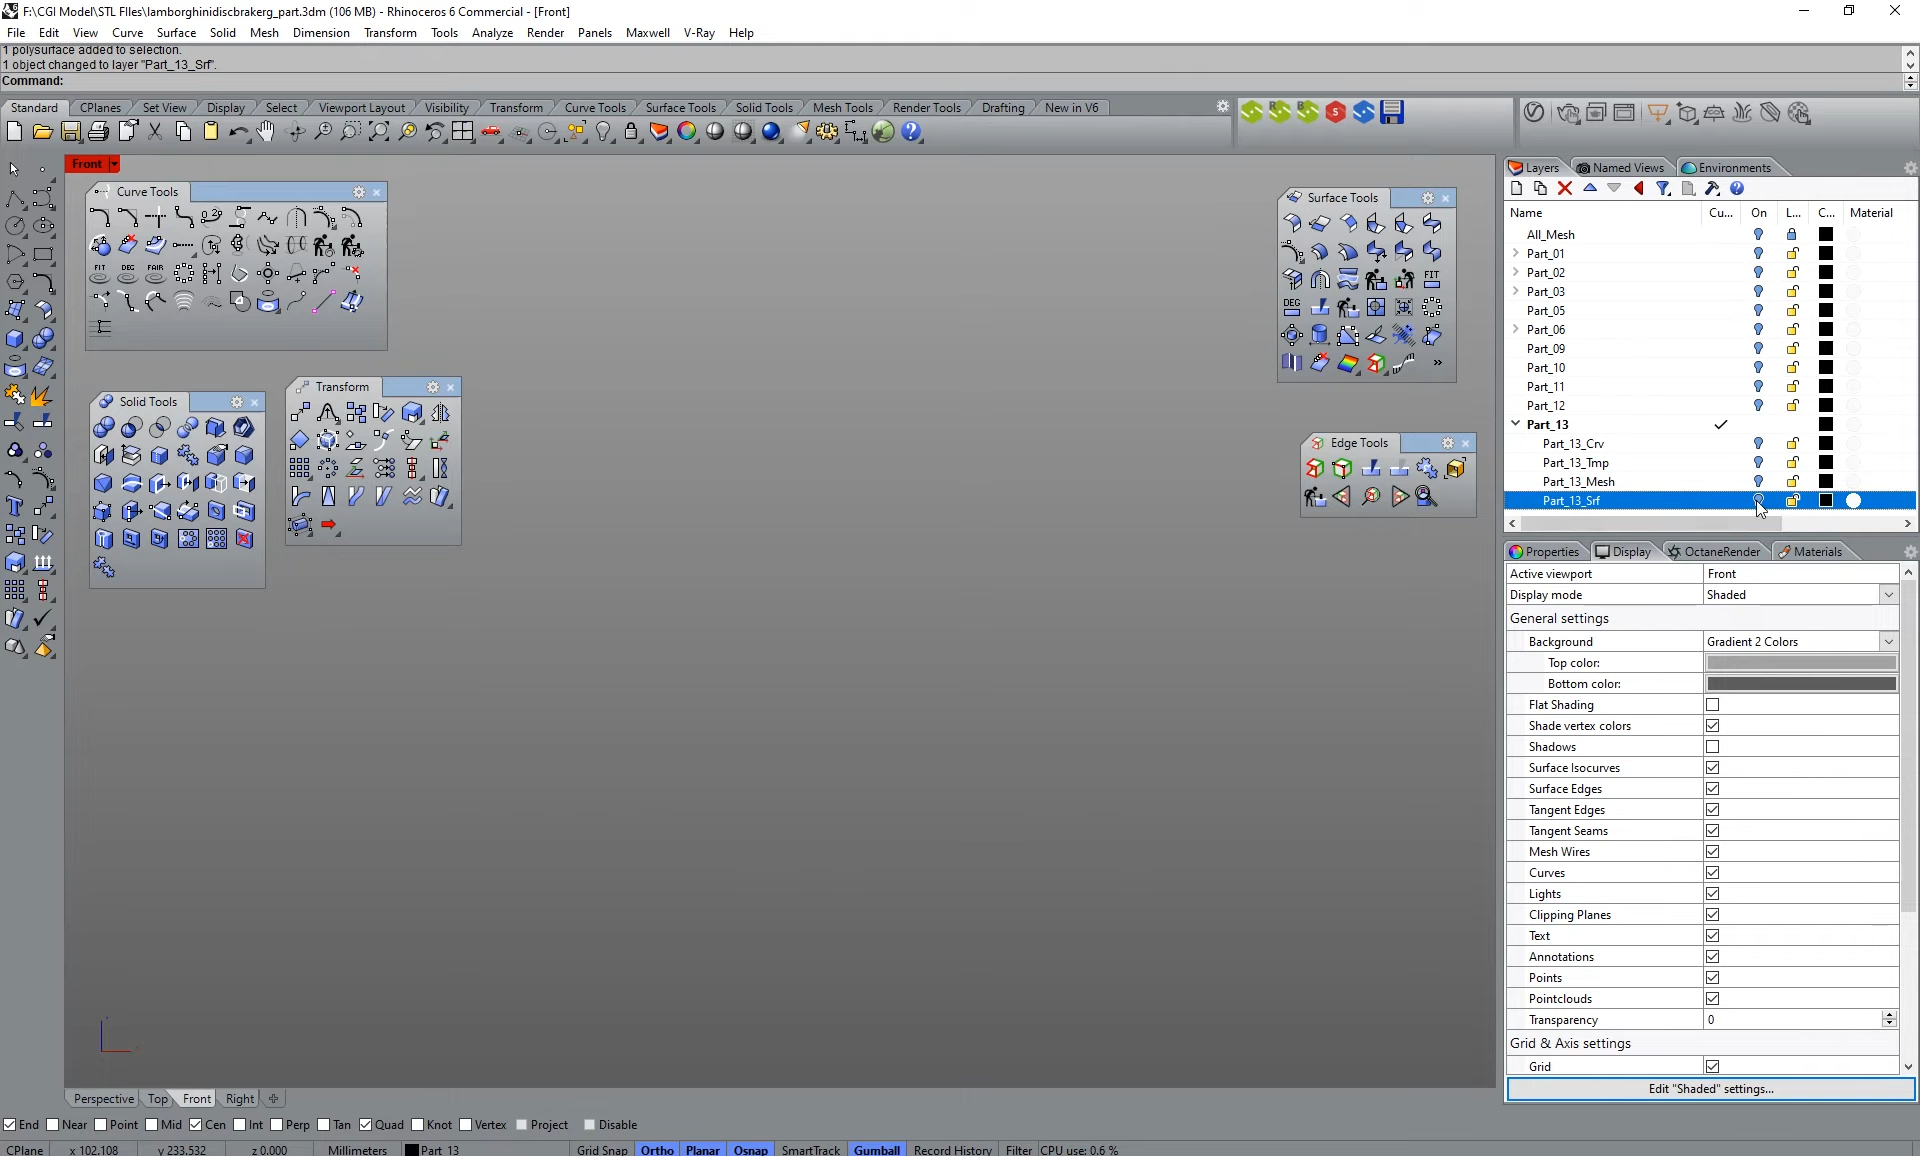 F:\CGI Model\STL FIles\lamborghinidiscbrakerg_part.3dm (106 MB) - Rhinoceros 6 Commercial - [Front]
File Edit View Curve Surface Solid Mesh Dimension Transform Tools Analyze Render Panels Maxwell V-Ray Help
1 polysurface added to selection.
1 object changed to layer "Part_13_Srf".
Command:
Standard CPlanes Set View Display Select Viewport Layout Visibility Transform Curve Tools Surface Tools Solid Tools Mesh Tools Render Tools Drafting New in V6
Front
Curve Tools
FIT DEG FAIR
Solid Tools
Transform
Surface Tools
FIT
DEG
Edge Tools
Layers Named Views Environments
Name Cu... On L... C... Material
All_Mesh
Part_01
Part_02
Part_03
Part_05
Part_06
Part_09
Part_10
Part_11
Part_12
Part_13
Part_13_Crv
Part_13_Tmp
Part_13_Mesh
Part_13_Srf
Properties Display OctaneRender Materials
Active viewport Front
Display mode Shaded
General settings
Background Gradient 2 Colors
Top color:
Bottom color:
Flat Shading
Shade vertex colors
Shadows
Surface Isocurves
Surface Edges
Tangent Edges
Tangent Seams
Mesh Wires
Curves
Lights
Clipping Planes
Text
Annotations
Points
Pointclouds
Transparency 0
Grid & Axis settings
Grid
Edit "Shaded" settings...
Perspective Top Front Right
End Near Point Mid Cen Int Perp Tan Quad Knot Vertex Project Disable
CPlane x 102.108 y 233.532 z 0.000 Millimeters Part_13 Grid Snap Ortho Planar Osnap SmartTrack Gumball Record History Filter CPU use: 0.6 %